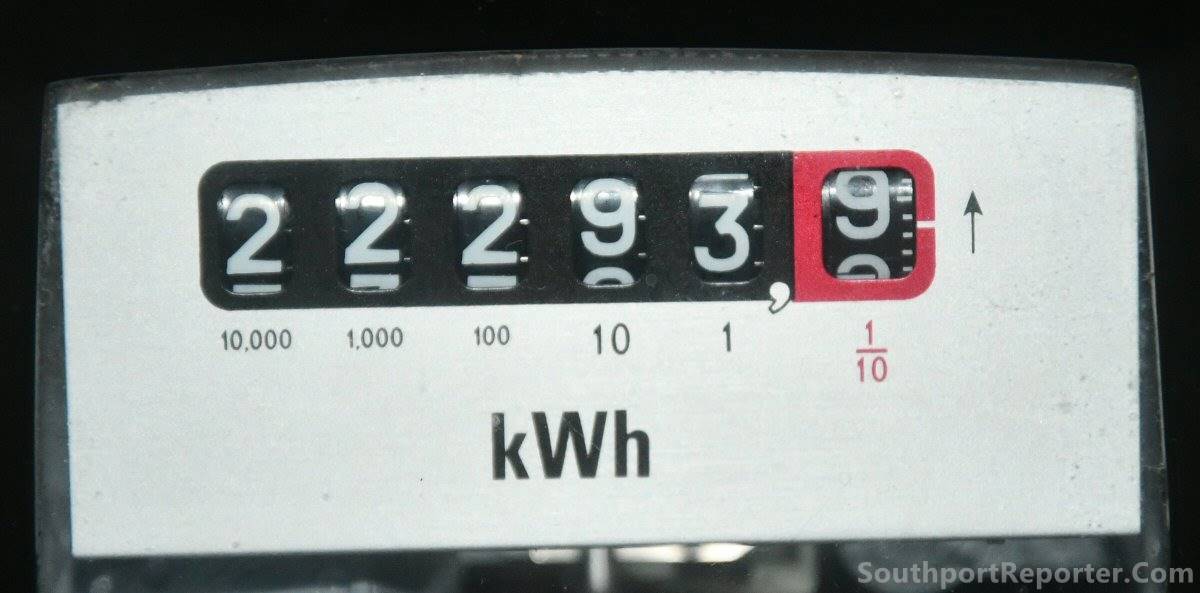 2 2 2 9 3 , 9
10,000 1,000 100 10 1 1/10
kWh
SouthportReporter.Com